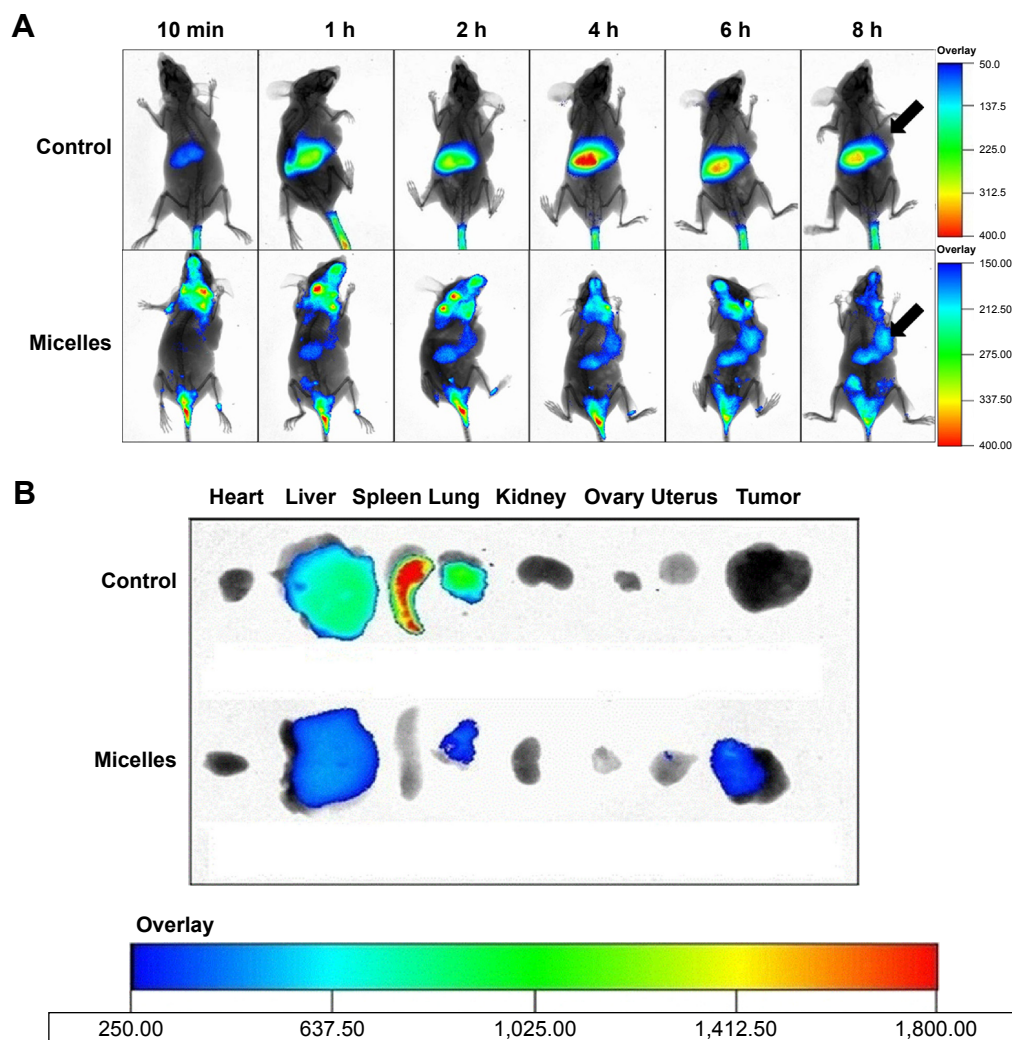 A
10 min 1 h 2 h 4 h 6 h 8 h
Overlay
50.0
Control
137.5
225.0
312.5
400.0
Overlay
150.00
Micelles
212.50
275.00
337.50
400.00
B
Heart Liver Spleen Lung Kidney Ovary Uterus Tumor
Control
Micelles
Overlay
250.00 637.50 1,025.00 1,412.50 1,800.00